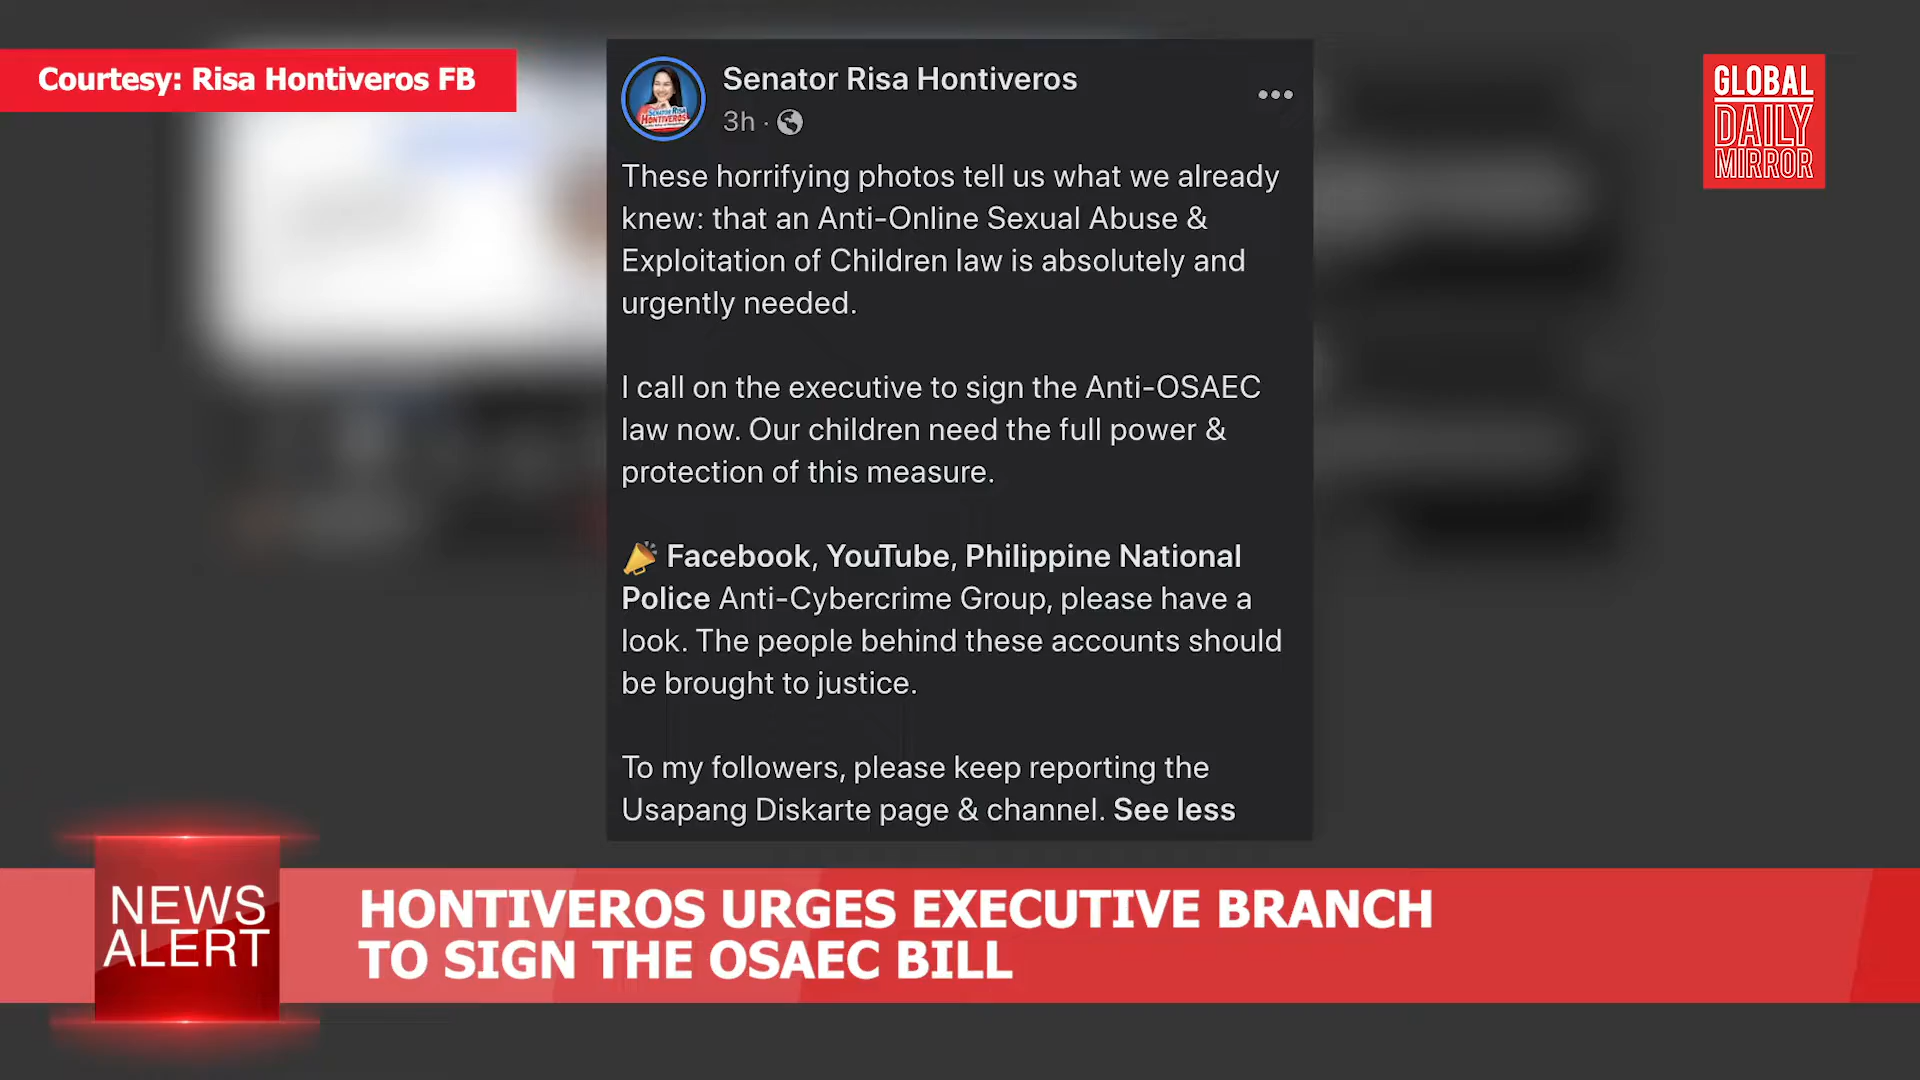 Courtesy: Risa Hontiveros FB
GLOBAL
DAILY
MIRROR
Senator Risa Hontiveros
3h ·
SENATOR RISA
HONTIVEROS
These horrifying photos tell us what we already
knew: that an Anti-Online Sexual Abuse &
Exploitation of Children law is absolutely and
urgently needed.
I call on the executive to sign the Anti-OSAEC
law now. Our children need the full power &
protection of this measure.
Facebook, YouTube, Philippine National
Police Anti-Cybercrime Group, please have a
look. The people behind these accounts should
be brought to justice.
To my followers, please keep reporting the
Usapang Diskarte page & channel. See less
NEWS
ALERT
HONTIVEROS URGES EXECUTIVE BRANCH
TO SIGN THE OSAEC BILL